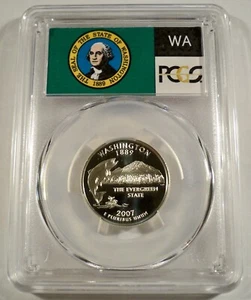 THE SEAL OF THE STATE OF WASHINGTON
1889
WA
PCGS
WASHINGTON
1889
THE EVERGREEN
STATE
2007
E PLURIBUS UNUM